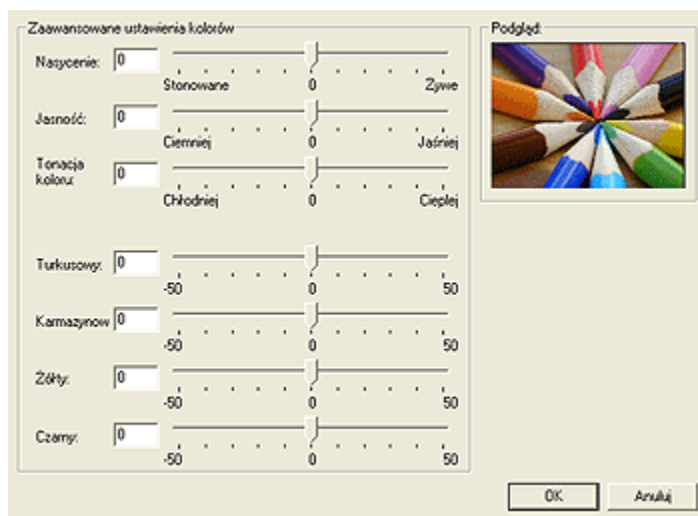 Zaawansowane ustawienia kolorów
Podgląd:
Nasycenie: 0
Stonowane 0 Żywe
Jasność: 0
Ciemniej 0 Jaśniej
Tonacja
koloru: 0
Chłodniej 0 Cieplej
Turkusowy: 0
-50 0 50
Karmazynow 0
-50 0 50
Żółty: 0
-50 0 50
Czarny: 0
-50 0 50
OK Anuluj